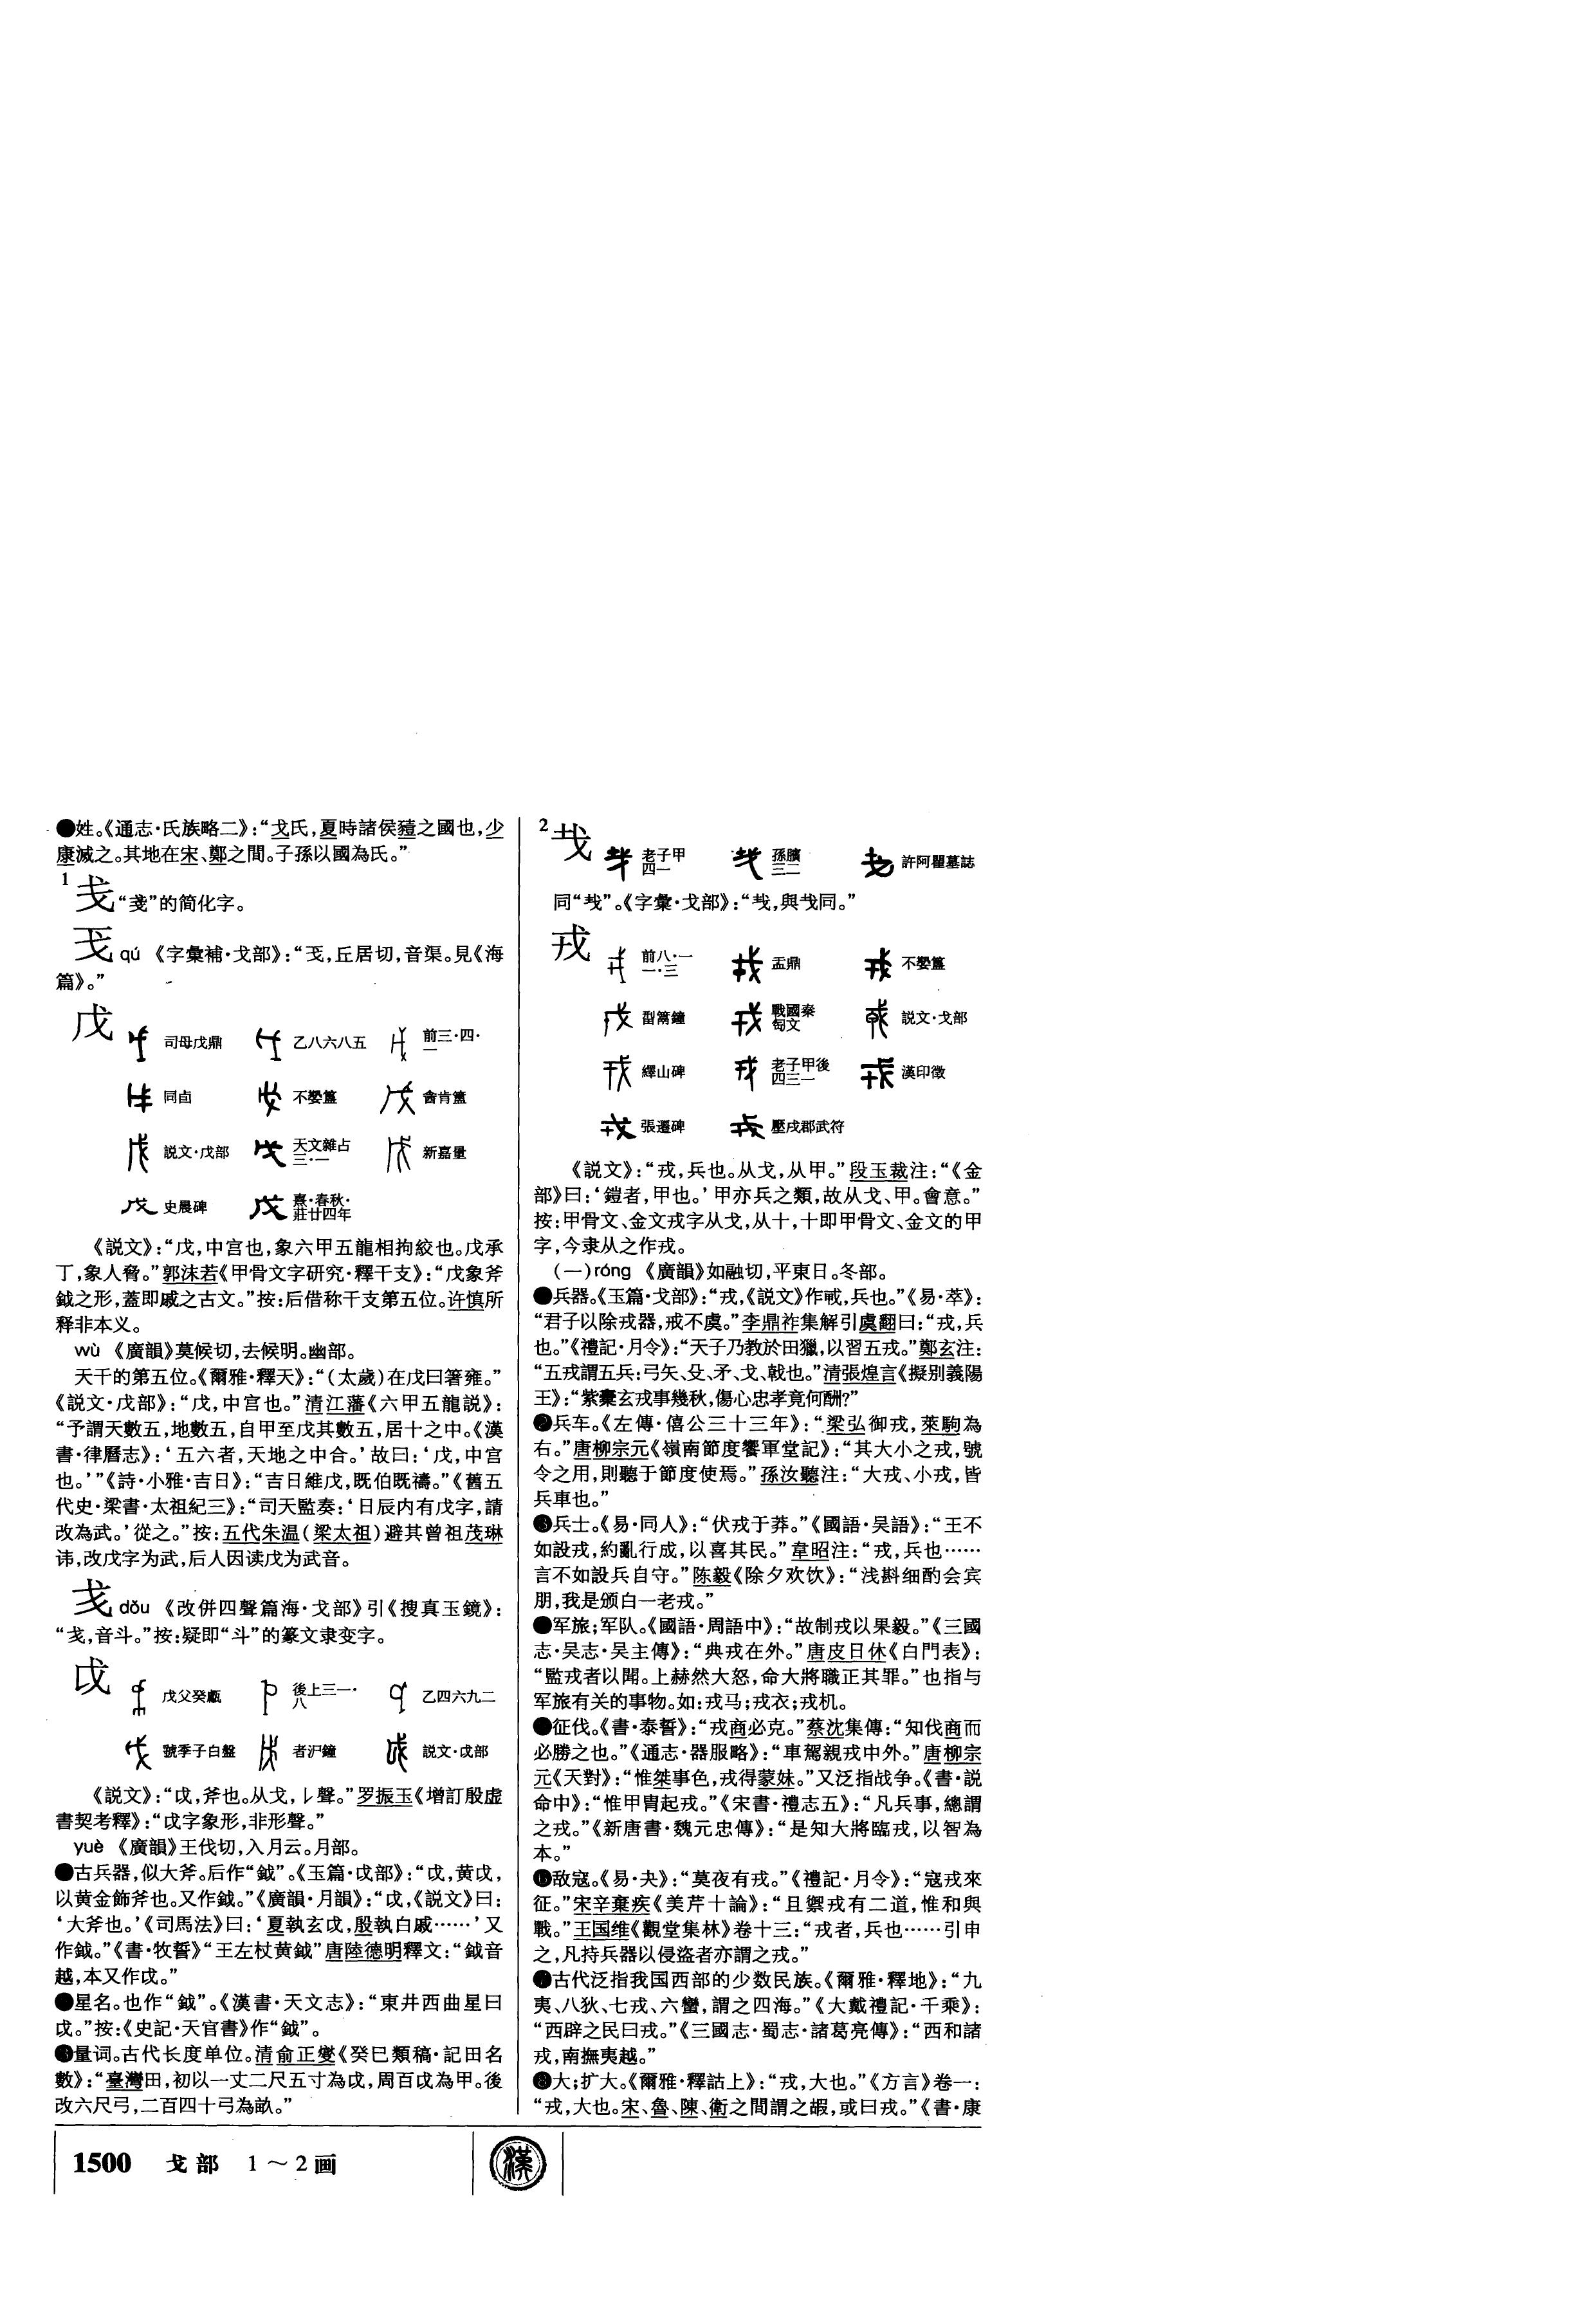 ●姓。《通志·氏族略二》：“戈氏，夏時諸侯豷之國也，少
康滅之。其地在宋、鄭之間。子孫以國為氏。”
1
戋 “戔”的简化字。
qú 《字彙補·戈部》：“，丘居切，音渠。見《海
篇》。”
戊
司母戊鼎 乙八六八五 前三·四·一
同卣 不𡢁簋 酓肯簠
説文·戊部 天文雜占三·一 新嘉量
史晨碑 熹·春秋·莊廿四年
《説文》：“戊，中宫也，象六甲五龍相拘絞也。戊承
丁，象人脅。”郭沫若《甲骨文字研究·釋干支》：“戊象斧
鉞之形，蓋即戚之古文。”按：后借称干支第五位。许慎所
释非本义。
wù 《廣韻》莫候切，去候明。幽部。
天干的第五位。《爾雅·釋天》：“（太歲）在戊曰箸雍。”
《説文·戊部》：“戊，中宫也。”清江藩《六甲五龍説》：
“予謂天數五，地數五，自甲至戊其數五，居十之中。《漢
書·律曆志》：‘五六者，天地之中合。’故曰：‘戊，中宫
也。’”《詩·小雅·吉日》：“吉日維戊，既伯既禱。”《舊五
代史·梁書·太祖紀三》：“司天監奏：‘日辰内有戊字，請
改為武。’從之。”按：五代朱温（梁太祖）避其曾祖茂琳
讳，改戊字为武，后人因读戊为武音。
dǒu 《改併四聲篇海·戈部》引《搜真玉鏡》：
“，音斗。”按：疑即“斗”的篆文隶变字。
戉
戊父癸甗 後上三一·八 乙四六九二
虢季子白盤 者㲃鐘 説文·戉部
《説文》：“戉，斧也。从戈，𠄌聲。”罗振玉《增訂殷虚
書契考釋》：“戉字象形，非形聲。”
yuè 《廣韻》王伐切，入月云。月部。
●古兵器，似大斧。后作“鉞”。《玉篇·戉部》：“戉，黄戉，
以黄金飾斧也。又作鉞。”《廣韻·月韻》：“戉，《説文》曰：
‘大斧也。’《司馬法》曰：‘夏執玄戉，殷執白戚……’又
作鉞。”《書·牧誓》“王左杖黄鉞”唐陸德明釋文：“鉞音
越，本又作戉。”
●星名。也作“鉞”。《漢書·天文志》：“東井西曲星曰
戉。”按：《史記·天官書》作“鉞”。
❸量词。古代长度单位。清俞正燮《癸巳類稿·記田名
數》：“臺灣田，初以一丈二尺五寸為戉，周百戉為甲。後
改六尺弓，二百四十弓為畝。”
2
老子甲四一 孫臏三二 許阿瞿墓誌
同“𢦏”。《字彙·戈部》：“，與𢦏同。”
戎
前八·一一·三 盂鼎 不𡢁簋
𠫑篙鐘 戰國秦匋文 説文·戈部
繹山碑 老子甲後四三一 漢印徵
張遷碑 壓戎郡武符
《説文》：“戎，兵也。从戈，从甲。”段玉裁注：“《金
部》曰：‘鎧者，甲也。’甲亦兵之類，故从戈、甲。會意。”
按：甲骨文、金文戎字从戈，从十，十即甲骨文、金文的甲
字，今隶从之作戎。
（一）róng 《廣韻》如融切，平東日。冬部。
●兵器。《玉篇·戈部》：“戎，《説文》作𢦦，兵也。”《易·萃》：
“君子以除戎器，戒不虞。”李鼎祚集解引虞翻曰：“戎，兵
也。”《禮記·月令》：“天子乃教於田獵，以習五戎。”鄭玄注：
“五戎謂五兵：弓矢、殳、矛、戈、戟也。”清張煌言《擬别義陽
王》：“紫橐玄戎事幾秋，傷心忠孝竟何酬？”
❷兵车。《左傳·僖公三十三年》：“梁弘御戎，萊駒為
右。”唐柳宗元《嶺南節度饗軍堂記》：“其大小之戎，號
令之用，則聽于節度使焉。”孫汝聽注：“大戎、小戎，皆
兵車也。”
❸兵士。《易·同人》：“伏戎于莽。”《國語·吴語》：“王不
如設戎，約亂行成，以喜其民。”韋昭注：“戎，兵也……
言不如設兵自守。”陈毅《除夕欢饮》：“浅斟细酌会宾
朋，我是颁白一老戎。”
●军旅；军队。《國語·周語中》：“故制戎以果毅。”《三國
志·吴志·吴主傳》：“典戎在外。”唐皮日休《白門表》：
“監戎者以聞。上赫然大怒，命大將職正其罪。”也指与
军旅有关的事物。如：戎马；戎衣；戎机。
●征伐。《書·泰誓》：“戎商必克。”蔡沈集傳：“知伐商而
必勝之也。”《通志·器服略》：“車駕親戎中外。”唐柳宗
元《天對》：“惟桀事色，戎得蒙妹。”又泛指战争。《書·説
命中》：“惟甲冑起戎。”《宋書·禮志五》：“凡兵事，總謂
之戎。”《新唐書·魏元忠傳》：“是知大將臨戎，以智為
本。”
❻敌寇。《易·夬》：“莫夜有戎。”《禮記·月令》：“寇戎來
征。”宋辛棄疾《美芹十論》：“且禦戎有二道，惟和與
戰。”王国维《觀堂集林》卷十三：“戎者，兵也……引申
之，凡持兵器以侵盜者亦謂之戎。”
❼古代泛指我国西部的少数民族。《爾雅·釋地》：“九
夷、八狄、七戎、六蠻，謂之四海。”《大戴禮記·千乘》：
“西辟之民曰戎。”《三國志·蜀志·諸葛亮傳》：“西和諸
戎，南撫夷越。”
❽大；扩大。《爾雅·釋詁上》：“戎，大也。”《方言》卷一：
“戎，大也。宋、魯、陳、衛之間謂之嘏，或曰戎。”《書·康
1500 戈部 1～2画
漢